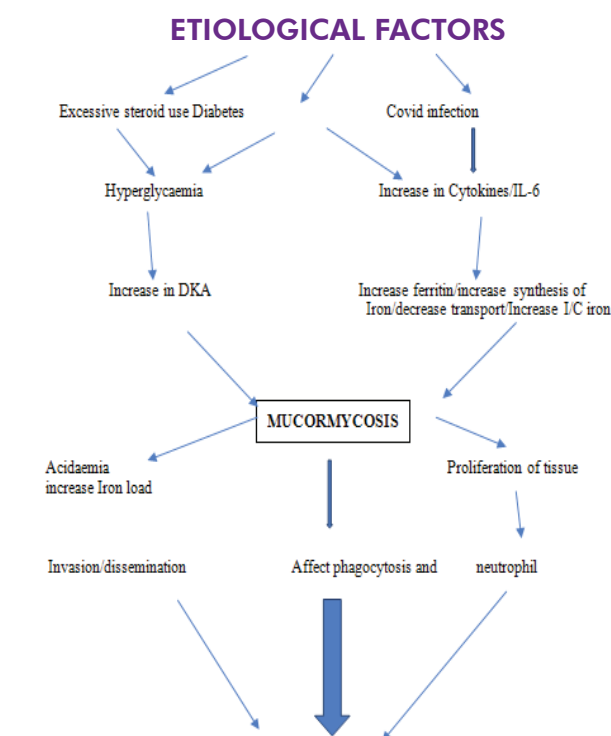 ETIOLOGICAL FACTORS
Excessive steroid use Diabetes
Covid infection
Hyperglycaemia
Increase in Cytokines/IL-6
Increase in DKA
Increase ferritin/increase synthesis of
Iron/decrease transport/Increase I/C iron
MUCORMYCOSIS
Acidaemia
increase Iron load
Proliferation of tissue
Invasion/dissemination
Affect phagocytosis and neutrophil